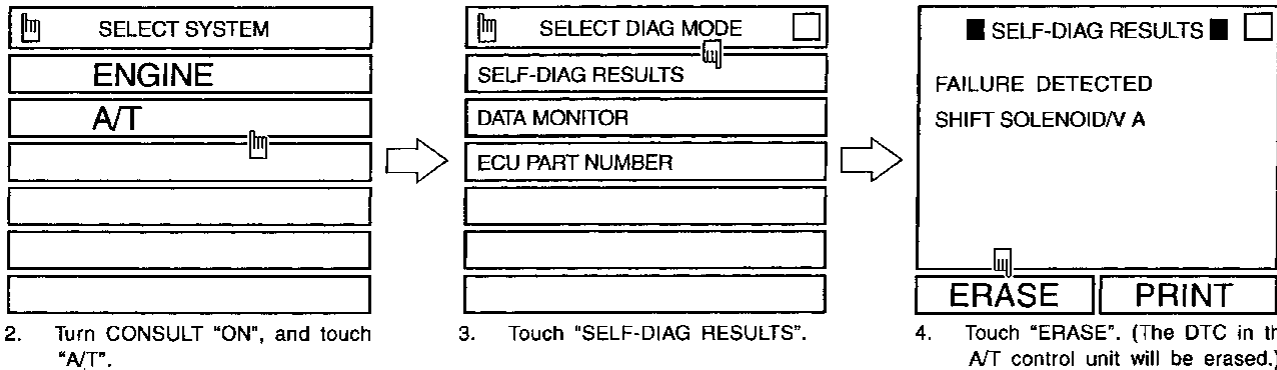 SELECT SYSTEM
ENGINE
A/T
2. Turn CONSULT "ON", and touch
"A/T".
SELECT DIAG MODE
SELF-DIAG RESULTS
DATA MONITOR
ECU PART NUMBER
3. Touch "SELF-DIAG RESULTS".
SELF-DIAG RESULTS
FAILURE DETECTED
SHIFT SOLENOID/V A
ERASE PRINT
4. Touch "ERASE". (The DTC in th
A/T control unit will be erased.)